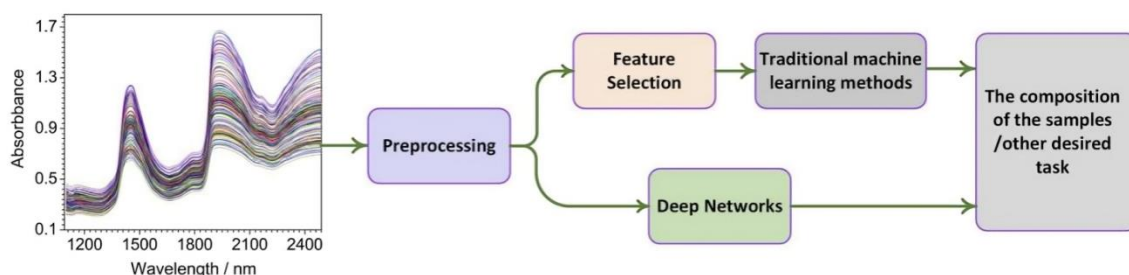 1.7
1.3
0.9
0.5
0.1
Absorbbance
1200 1500 1800 2100 2400
Wavelength / nm
Preprocessing
Feature
Selection
Traditional machine
learning methods
Deep Networks
The composition
of the samples
/other desired
task